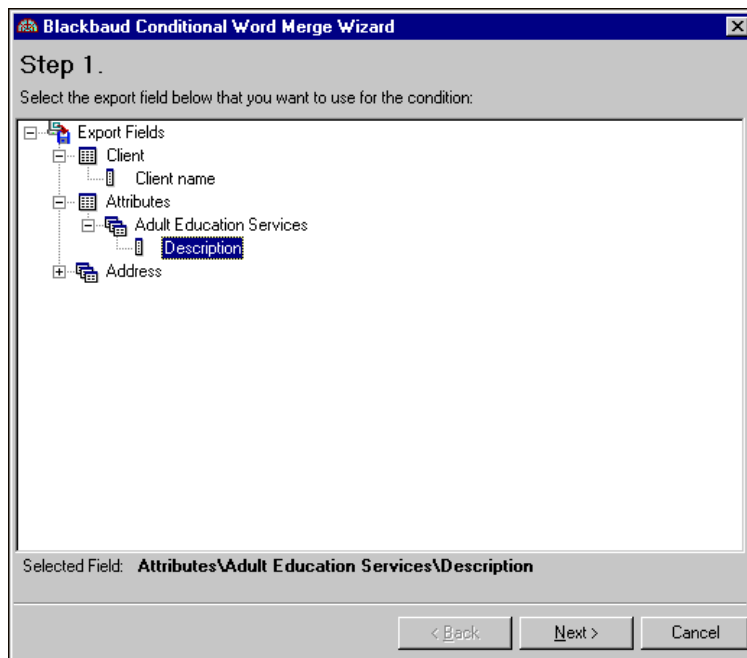 Blackbaud Conditional Word Merge Wizard
Step 1.
Select the export field below that you want to use for the condition:
Export Fields
Client
Client name
Attributes
Adult Education Services
Description
Address
Selected Field: Attributes\Adult Education Services\Description
< Back Next > Cancel